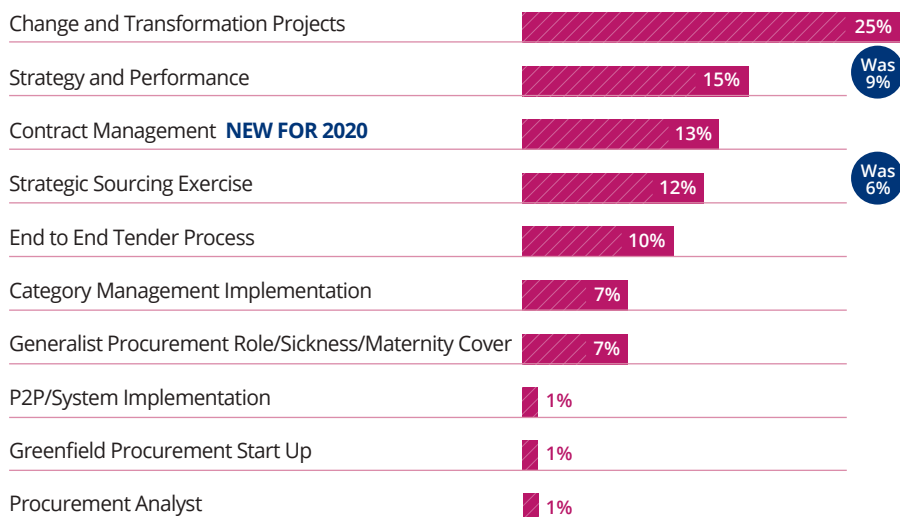 Change and Transformation Projects 25%
Strategy and Performance 15% Was 9%
Contract Management NEW FOR 2020 13%
Strategic Sourcing Exercise 12% Was 6%
End to End Tender Process 10%
Category Management Implementation 7%
Generalist Procurement Role/Sickness/Maternity Cover 7%
P2P/System Implementation 1%
Greenfield Procurement Start Up 1%
Procurement Analyst 1%